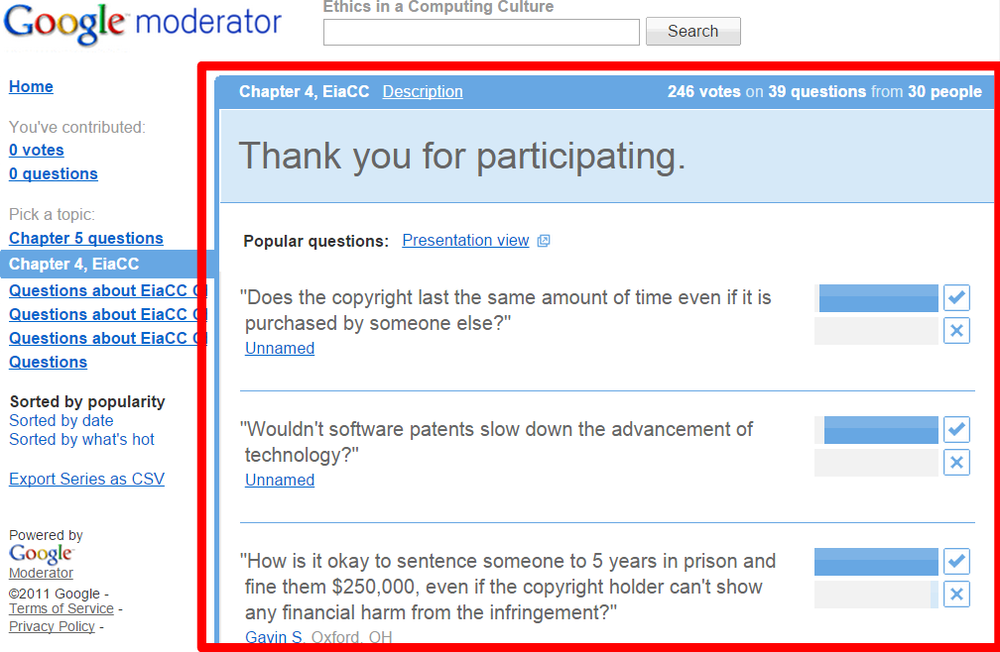 Google moderator
Ethics in a Computing Culture
Search
Home
You've contributed:
0 votes
0 questions
Pick a topic:
Chapter 5 questions
Chapter 4, EiaCC
Questions about EiaCC
Questions about EiaCC
Questions about EiaCC
Questions
Sorted by popularity
Sorted by date
Sorted by what's hot
Export Series as CSV
Powered by
Google
Moderator
©2011 Google -
Terms of Service -
Privacy Policy -
Chapter 4, EiaCC Description
246 votes on 39 questions from 30 people
Thank you for participating.
Popular questions: Presentation view
"Does the copyright last the same amount of time even if it is
purchased by someone else?"
Unnamed
"Wouldn't software patents slow down the advancement of
technology?"
Unnamed
"How is it okay to sentence someone to 5 years in prison and
fine them $250,000, even if the copyright holder can't show
any financial harm from the infringement?"
Gavin S. Oxford, OH